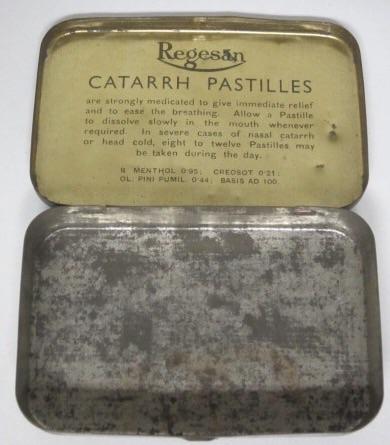 Regesan
CATARRH PASTILLES
are strongly medicated to give immediate relief
and to ease the breathing. Allow a Pastille
to dissolve slowly in the mouth whenever
required. In severe cases of nasal catarrh
or head cold, eight to twelve Pastilles may
be taken during the day.
MENTHOL 0·95; CREOSOT 0·21;
OL: PINI PUMIL. 0·44; BASIS AD 100.